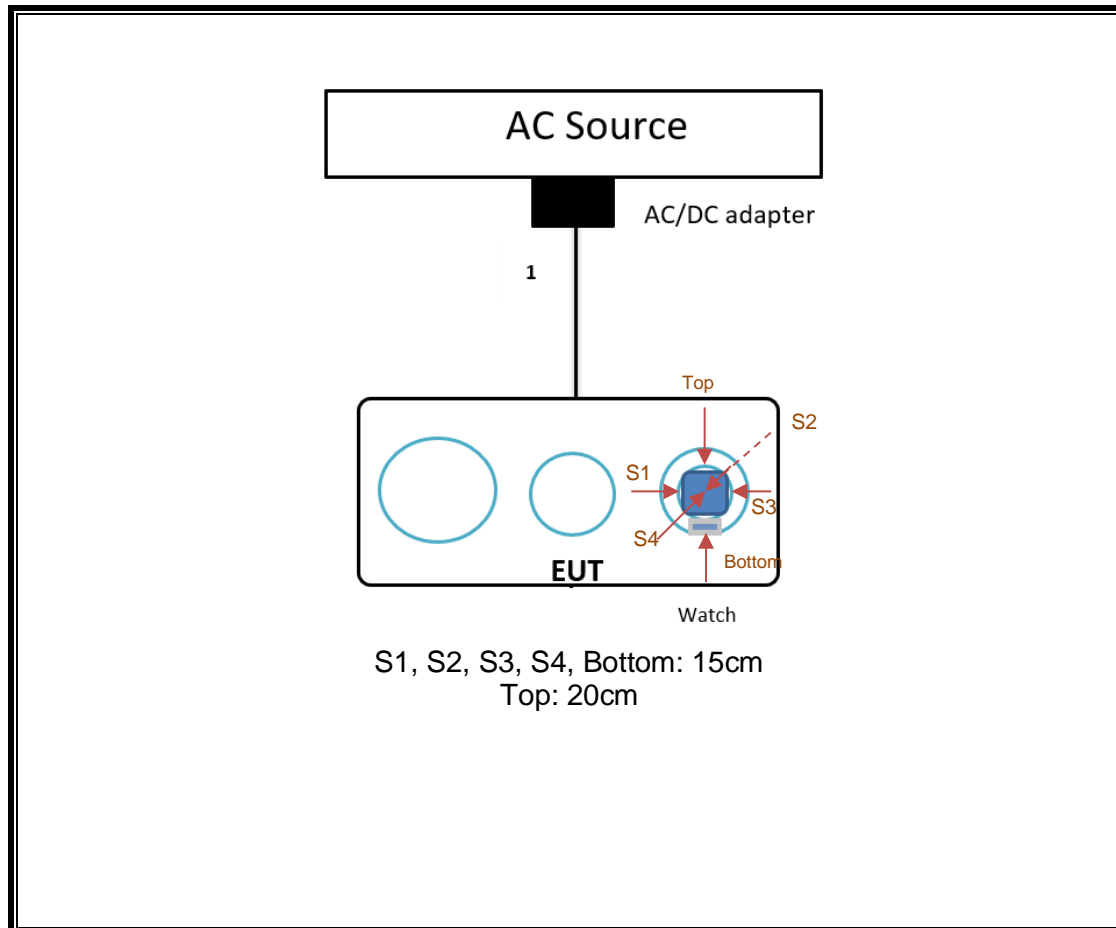 AC Source
AC/DC adapter
1
Top
S2
S1
S3
S4
Bottom
EUT
Watch
S1, S2, S3, S4, Bottom: 15cm
Top: 20cm